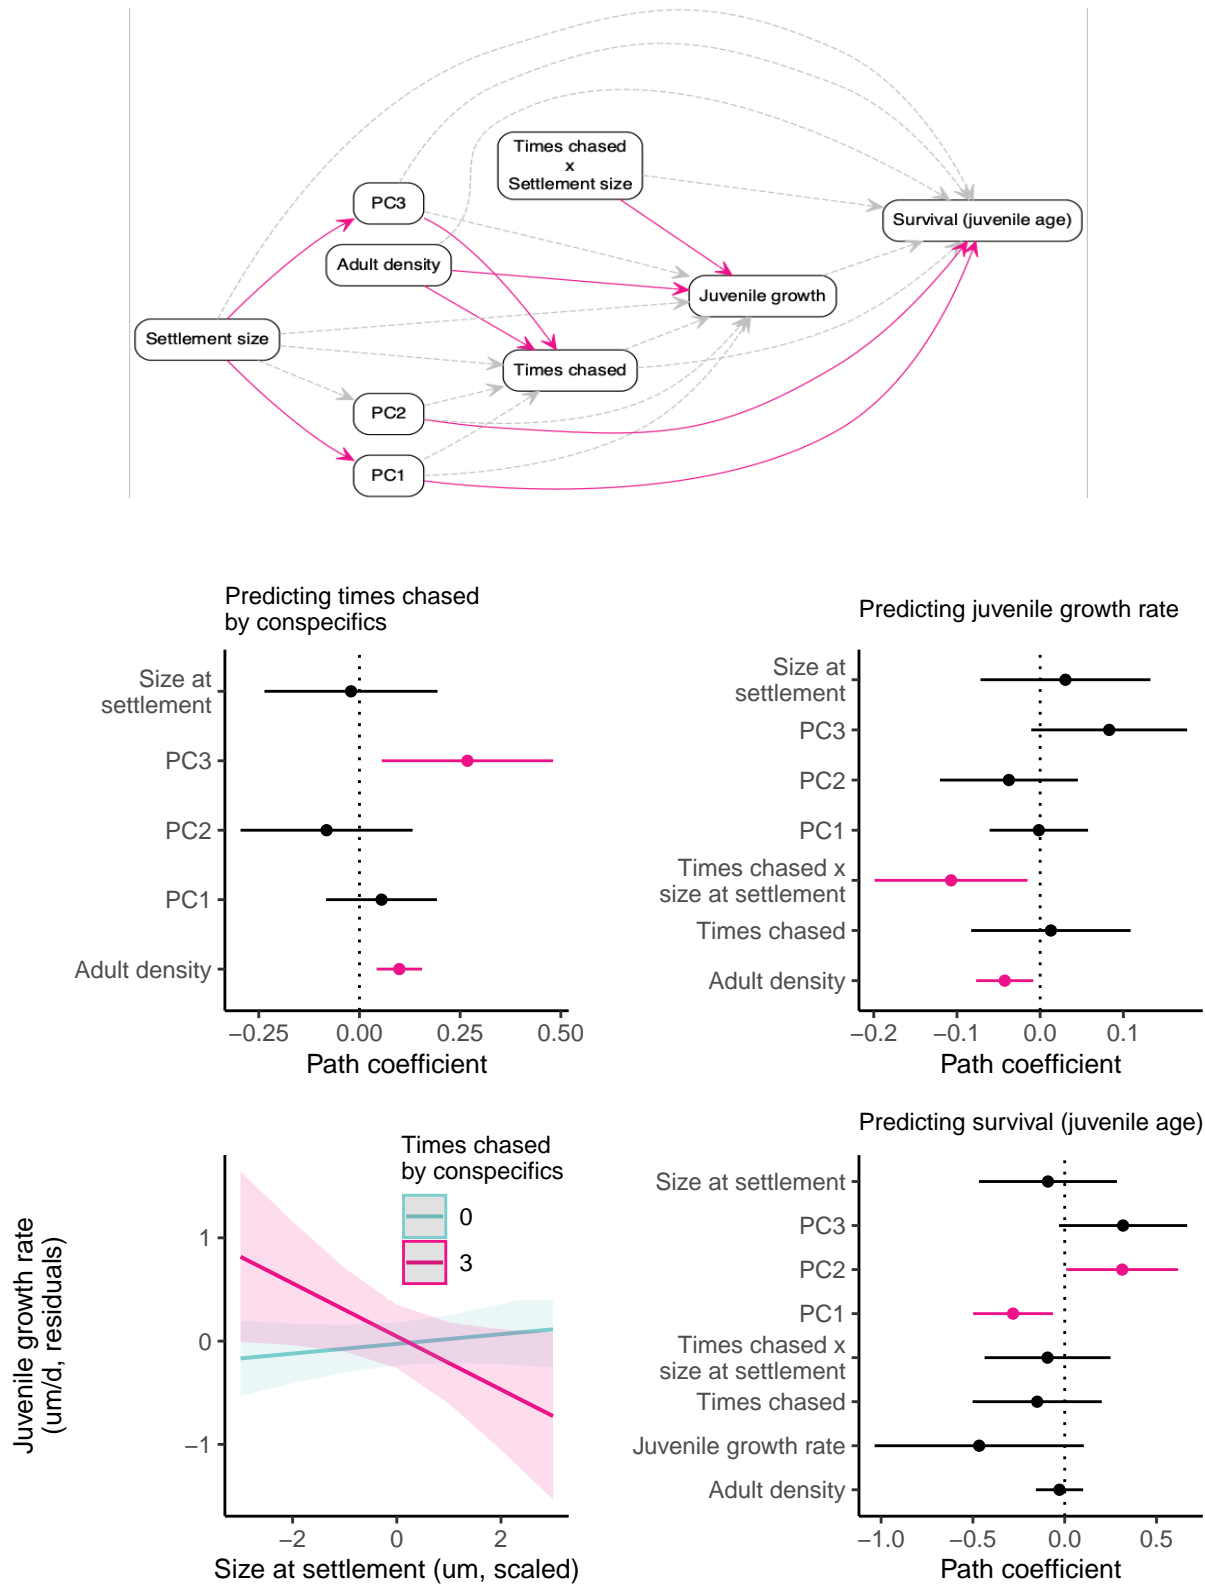 Times chased
x
Settlement size
PC3
Survival (juvenile age)
Adult density
Juvenile growth
Settlement size
Times chased
PC2
PC1
Predicting times chased
by conspecifics
Size at
settlement
PC3
PC2
PC1
Adult density
−0.25 0.00 0.25 0.50
Path coefficient
Predicting juvenile growth rate
Size at
settlement
PC3
PC2
PC1
Times chased x
size at settlement
Times chased
Adult density
−0.2 −0.1 0.0 0.1
Path coefficient
Times chased
by conspecifics
0
3
Juvenile growth rate
(um/d, residuals)
1
0
−1
−2 0 2
Size at settlement (um, scaled)
Predicting survival (juvenile age)
Size at settlement
PC3
PC2
PC1
Times chased x
size at settlement
Times chased
Juvenile growth rate
Adult density
−1.0 −0.5 0.0 0.5
Path coefficient